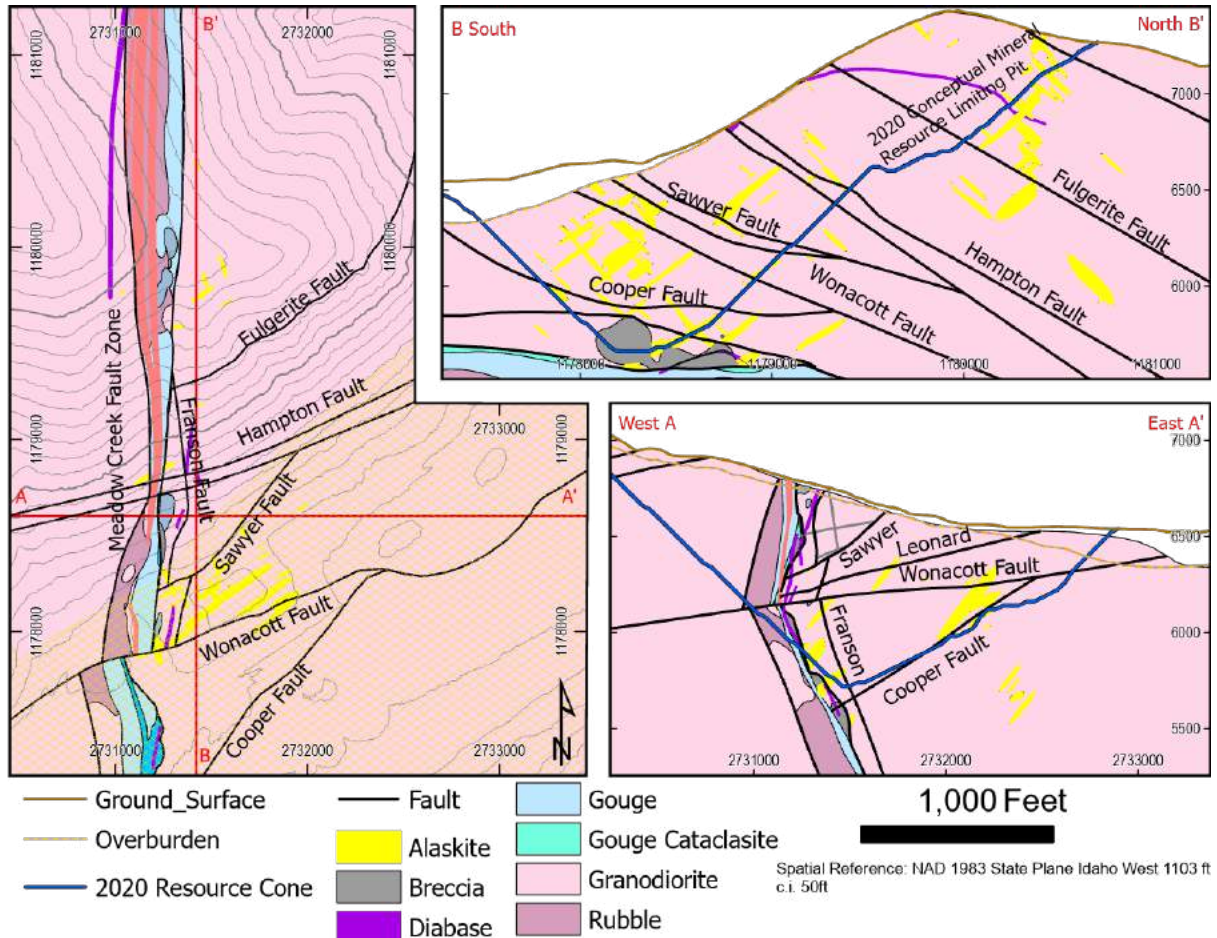 2731000
2732000
B'
1181000
1181000
1180000
1180000
Fulgerite Fault
Meadow Creek Fault Zone
Franson Fault
Hampton Fault
2733000
1179000
1179000
A
A'
Sawyer Fault
1178000
1178000
Wonacott Fault
Cooper Fault
B
N
2731000
2732000
2733000
B South
North B'
2020 Conceptual Mineral
Resource Limiting Pit
7000
6500
6000
Sawyer Fault
Fulgerite Fault
Hampton Fault
Cooper Fault
Wonacott Fault
1178000
1179000
1180000
1181000
West A
East A'
7000
6500
6000
5500
Sawyer
Leonard
Wonacott Fault
Franson
Cooper Fault
2731000
2732000
2733000
Ground_Surface
Overburden
2020 Resource Cone
Fault
Alaskite
Breccia
Diabase
Gouge
Gouge Cataclasite
Granodiorite
Rubble
1,000 Feet
Spatial Reference: NAD 1983 State Plane Idaho West 1103 ft
c.i. 50ft